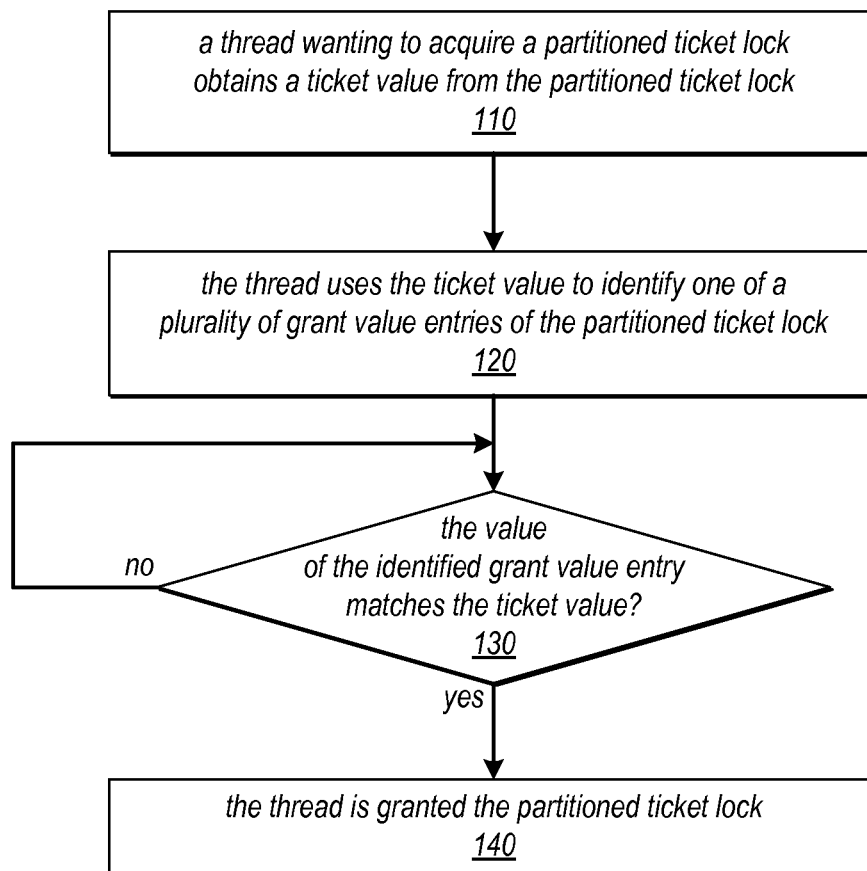 a thread wanting to acquire a partitioned ticket lock
obtains a ticket value from the partitioned ticket lock
110
the thread uses the ticket value to identify one of a
plurality of grant value entries of the partitioned ticket lock
120
the value
of the identified grant value entry
matches the ticket value?
130
no
yes
the thread is granted the partitioned ticket lock
140